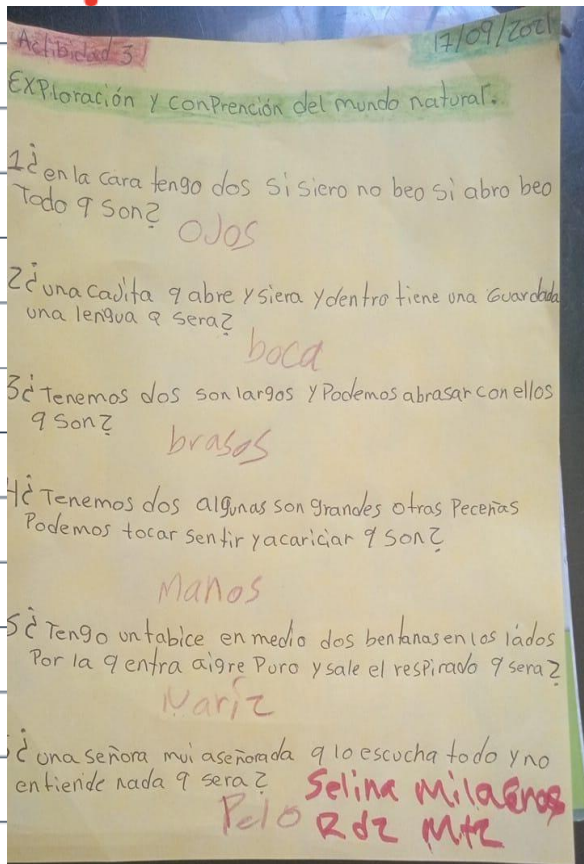 Actibidad 3
17/09/2021
Exploración y conprención del mundo natural.
1¿en la cara tengo dos si siero no beo si abro beo
Todo q son?
ojos
2¿una cajita q abre y siera y dentro tiene una Guardada
una lengua q sera?
boca
3¿Tenemos dos son largos y Podemos abrasar con ellos
q son?
brasos
4¿Tenemos dos algunas son grandes otras Peceñas
Podemos tocar sentir y acariciar q son?
Manos
5¿Tengo un tabice en medio dos bentanas en los lados
Por la q entra aigre Puro y sale el respirado q sera?
Nariz
¿una señora mui aseñorada q lo escucha todo y no
entiende nada q sera?
Pelo
Selina Milagros
Rdz Mtz